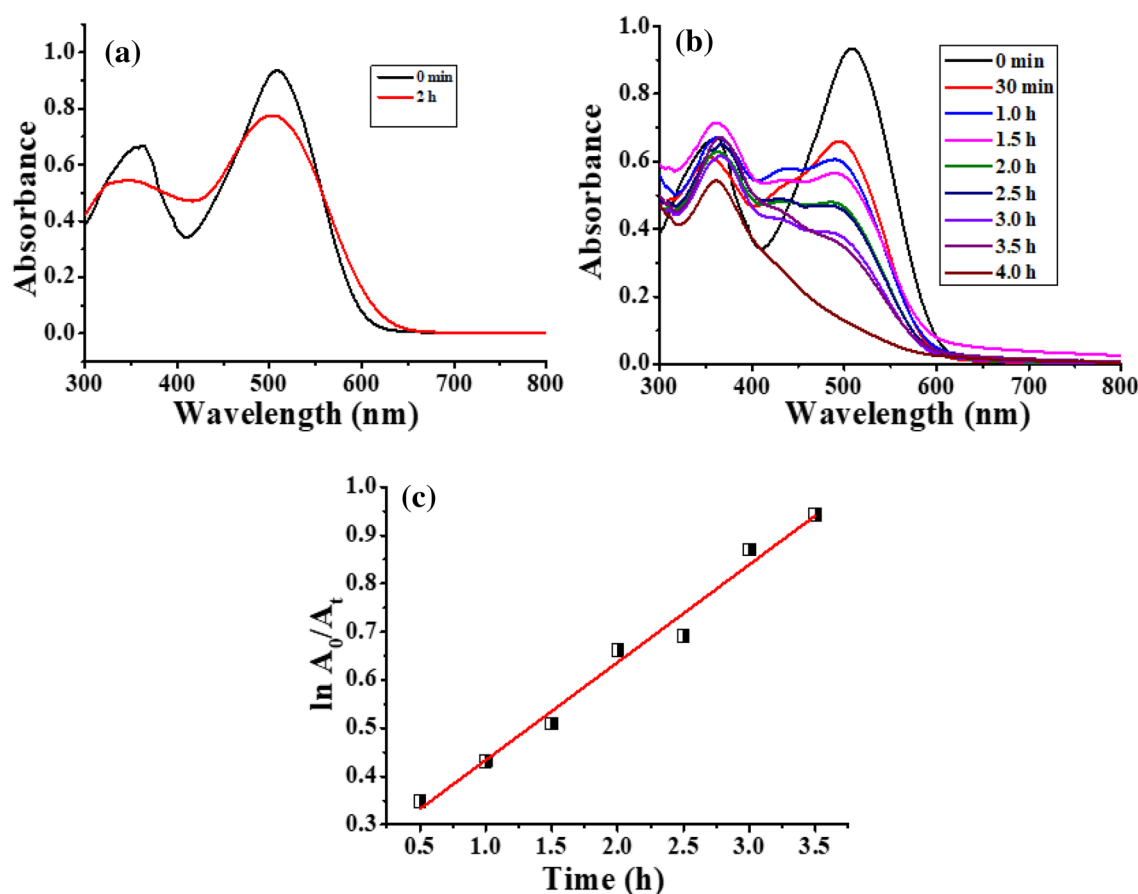 (a)
0 min
2 h
1.0
0.8
0.6
0.4
0.2
0.0
300 400 500 600 700 800
Absorbance
Wavelength (nm)
(b)
0 min
30 min
1.0 h
1.5 h
2.0 h
2.5 h
3.0 h
3.5 h
4.0 h
1.0
0.8
0.6
0.4
0.2
0.0
300 400 500 600 700 800
Absorbance
Wavelength (nm)
(c)
1.0
0.9
0.8
0.7
0.6
0.5
0.4
0.3
0.5 1.0 1.5 2.0 2.5 3.0 3.5
ln A0/At
Time (h)